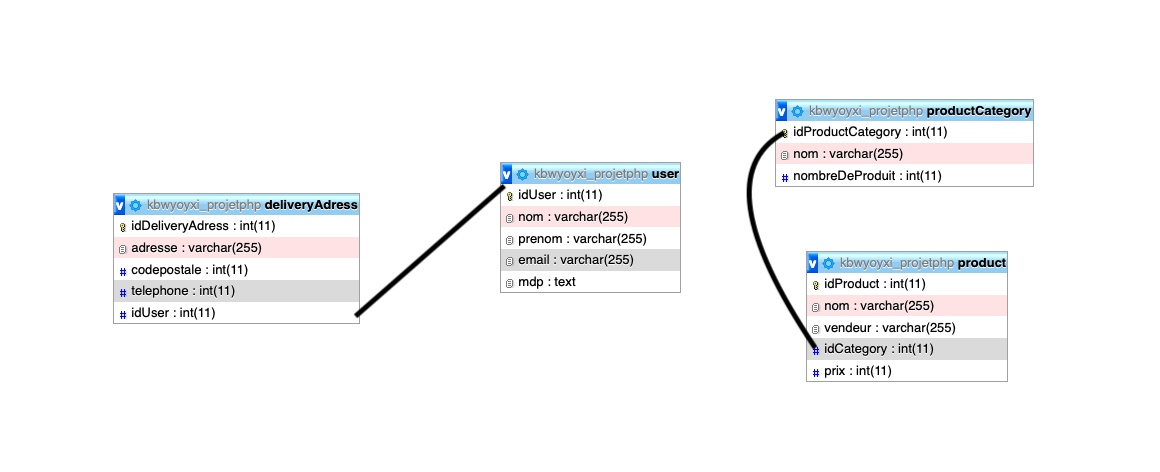 v kbwyoyxi_projetphp deliveryAdress
idDeliveryAdress : int(11)
adresse : varchar(255)
# codepostale : int(11)
# telephone : int(11)
# idUser : int(11)
v kbwyoyxi_projetphp user
idUser : int(11)
nom : varchar(255)
prenom : varchar(255)
email : varchar(255)
mdp : text
v kbwyoyxi_projetphp productCategory
idProductCategory : int(11)
nom : varchar(255)
# nombreDeProduit : int(11)
v kbwyoyxi_projetphp product
idProduct : int(11)
nom : varchar(255)
vendeur : varchar(255)
# idCategory : int(11)
# prix : int(11)